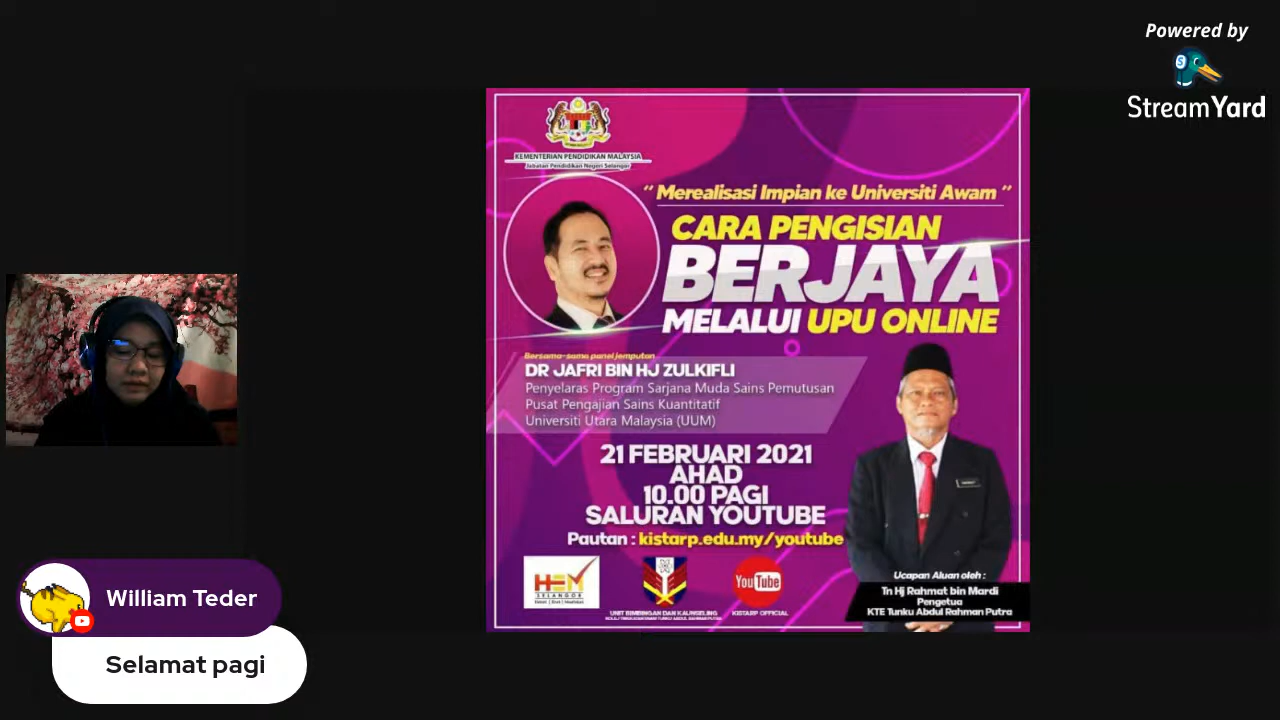 Powered by
StreamYard
KEMENTERIAN PENDIDIKAN MALAYSIA
Jabatan Pendidikan Negeri Selangor
“ Merealisasi Impian ke Universiti Awam ”
CARA PENGISIAN
BERJAYA
MELALUI UPU ONLINE
Bersama-sama panel jemputan
DR JAFRI BIN HJ ZULKIFLI
Penyelaras Program Sarjana Muda Sains Pemutusan
Pusat Pengajian Sains Kuantitatif
Universiti Utara Malaysia (UUM)
21 FEBRUARI 2021
AHAD
10.00 PAGI
SALURAN YOUTUBE
Pautan : kistarp.edu.my/youtube
HEM
SELANGOR
YouTube
UNIT BIMBINGAN DAN KAUNSELING
KISTARP OFFICIAL
Ucapan Aluan oleh :
Tn Hj Rahmat bin Mardi
Pengetua
KTE Tunku Abdul Rahman Putra
William Teder
Selamat pagi